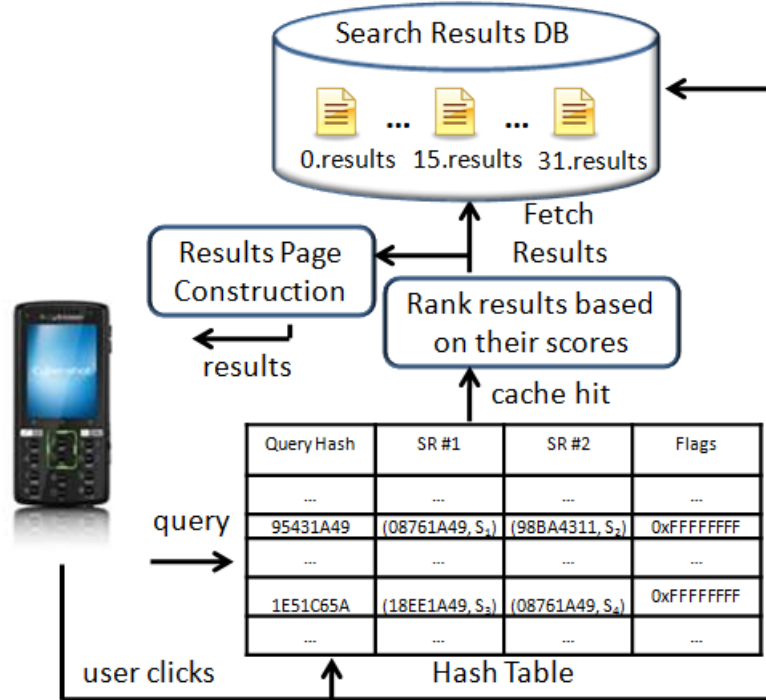 Search Results DB
... ...
0.results 15.results 31.results
Fetch
Results
Results Page
Construction
Rank results based
on their scores
results
cache hit
Query Hash SR #1 SR #2 Flags
... ... ... ...
query
95431A49 (08761A49, S₁) (98BA4311, S₂) 0xFFFFFFFF
... ... ... ...
1E51C65A (18EE1A49, S₃) (08761A49, S₄) 0xFFFFFFFF
... ... ... ...
user clicks Hash Table